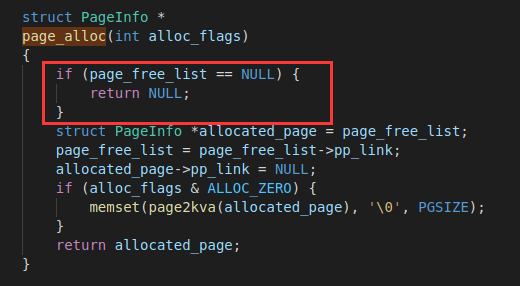 struct PageInfo *
page_alloc(int alloc_flags)
{
    if (page_free_list == NULL) {
        return NULL;
    }
    struct PageInfo *allocated_page = page_free_list;
    page_free_list = page_free_list->pp_link;
    allocated_page->pp_link = NULL;
    if (alloc_flags & ALLOC_ZERO) {
        memset(page2kva(allocated_page), '\0', PGSIZE);
    }
    return allocated_page;
}